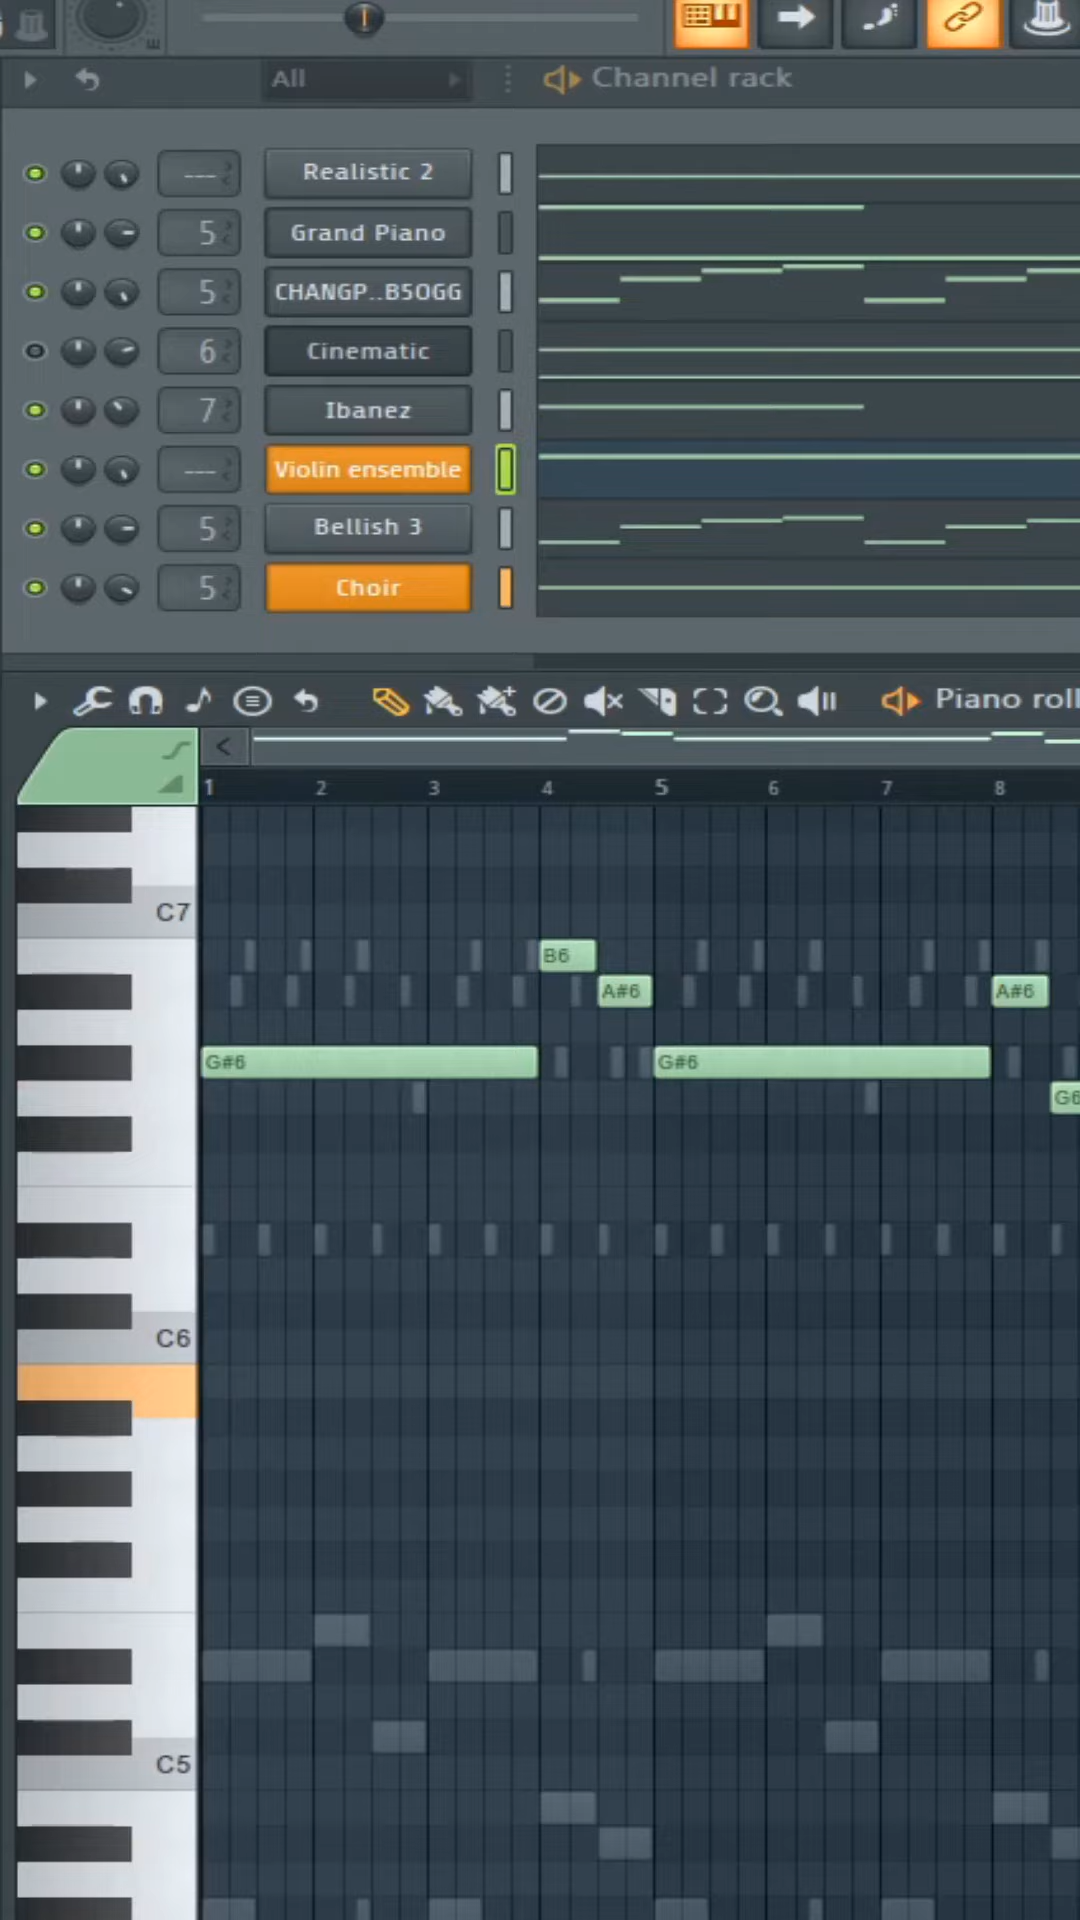 All
Channel rack
--- Realistic 2
5 Grand Piano
5 CHANGP..B5OGG
6 Cinematic
7 Ibanez
--- Violin ensemble
5 Bellish 3
5 Choir
Piano roll
1 2 3 4 5 6 7 8
C7
B6
A#6 A#6
G#6 G#6
G6
C6
C5